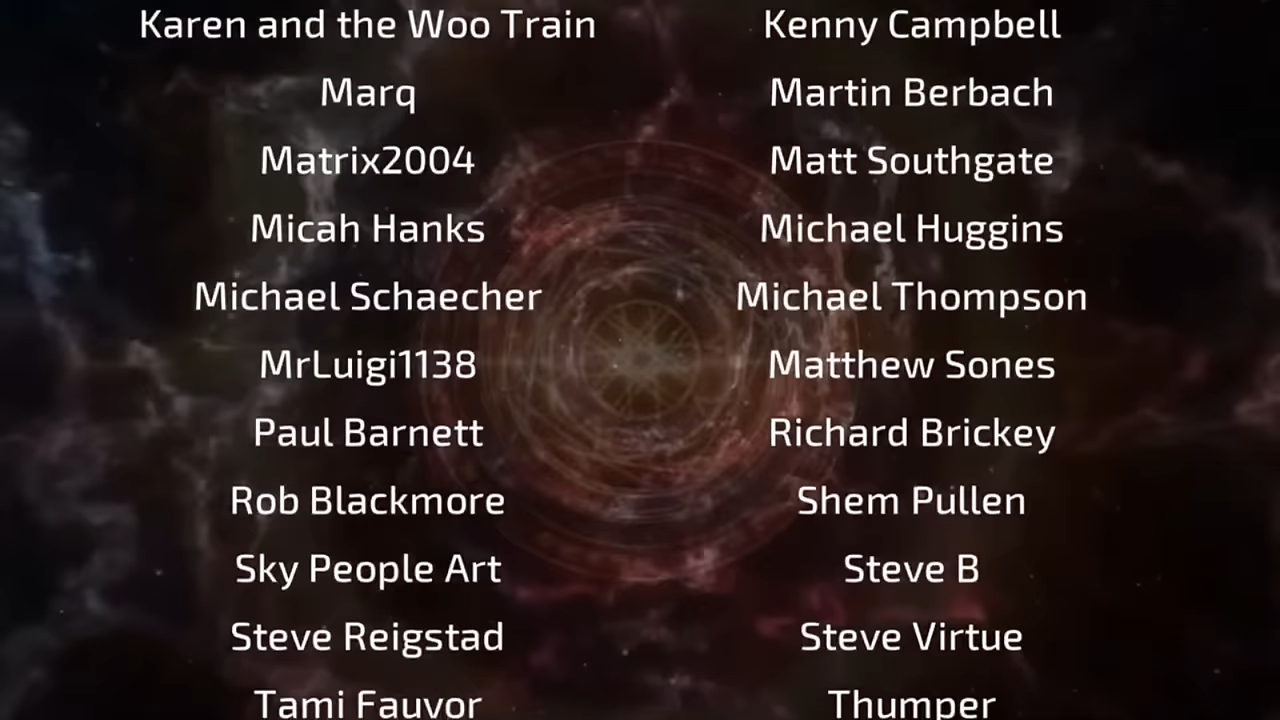 Karen and the Woo Train
Kenny Campbell
Marq
Martin Berbach
Matrix2004
Matt Southgate
Micah Hanks
Michael Huggins
Michael Schaecher
Michael Thompson
MrLuigi1138
Matthew Sones
Paul Barnett
Richard Brickey
Rob Blackmore
Shem Pullen
Sky People Art
Steve B
Steve Reigstad
Steve Virtue
Tami Fauvor
Thumper